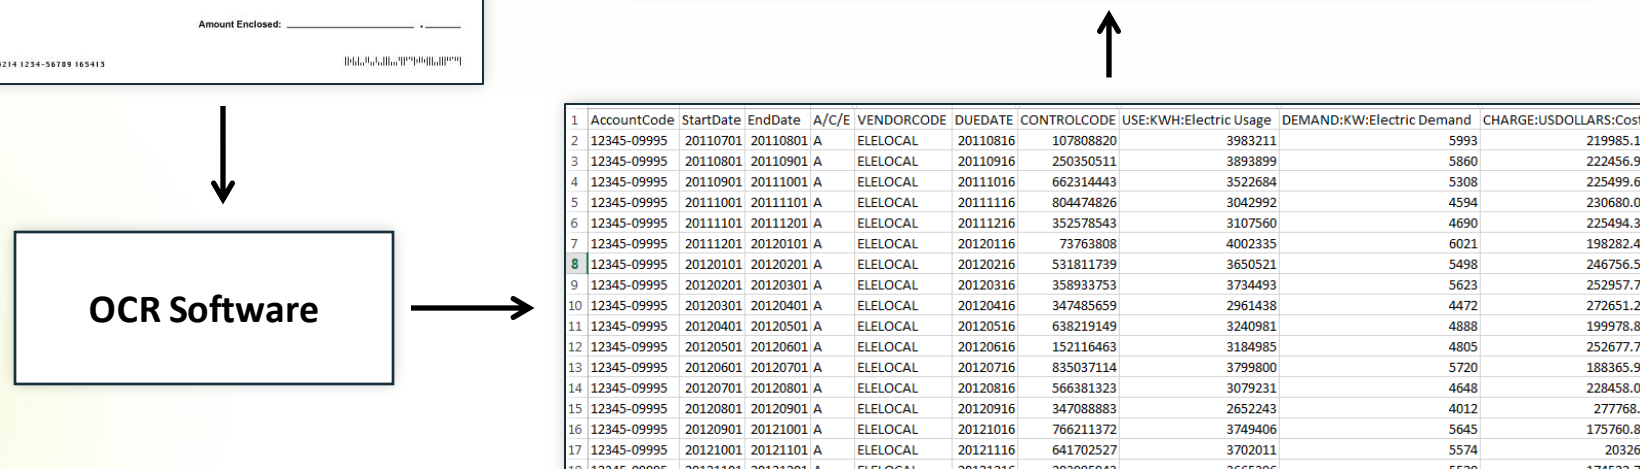 Amount Enclosed: ____ . ____
214 1234-56789 165413
OCR Software
1 AccountCode StartDate EndDate A/C/E VENDORCODE DUEDATE CONTROLCODE USE:KWH:Electric Usage DEMAND:KW:Electric Demand CHARGE:USDOLLARS:Cost
2 12345-09995 20110701 20110801 A ELELOCAL 20110816 107808820 3983211 5993 219985.1
3 12345-09995 20110801 20110901 A ELELOCAL 20110916 250350511 3893899 5860 222456.9
4 12345-09995 20110901 20111001 A ELELOCAL 20111016 662314443 3522684 5308 225499.6
5 12345-09995 20111001 20111101 A ELELOCAL 20111116 804474826 3042992 4594 230680.0
6 12345-09995 20111101 20111201 A ELELOCAL 20111216 352578543 3107560 4690 225494.3
7 12345-09995 20111201 20120101 A ELELOCAL 20120116 73763808 4002335 6021 198282.4
8 12345-09995 20120101 20120201 A ELELOCAL 20120216 531811739 3650521 5498 246756.5
9 12345-09995 20120201 20120301 A ELELOCAL 20120316 358933753 3734493 5623 252957.7
10 12345-09995 20120301 20120401 A ELELOCAL 20120416 347485659 2961438 4472 272651.2
11 12345-09995 20120401 20120501 A ELELOCAL 20120516 638219149 3240981 4888 199978.8
12 12345-09995 20120501 20120601 A ELELOCAL 20120616 152116463 3184985 4805 252677.7
13 12345-09995 20120601 20120701 A ELELOCAL 20120716 835037114 3799800 5720 188365.9
14 12345-09995 20120701 20120801 A ELELOCAL 20120816 566381323 3079231 4648 228458.0
15 12345-09995 20120801 20120901 A ELELOCAL 20120916 347088883 2652243 4012 277768.
16 12345-09995 20120901 20121001 A ELELOCAL 20121016 766211372 3749406 5645 175760.8
17 12345-09995 20121001 20121101 A ELELOCAL 20121116 641702527 3702011 5574 20326